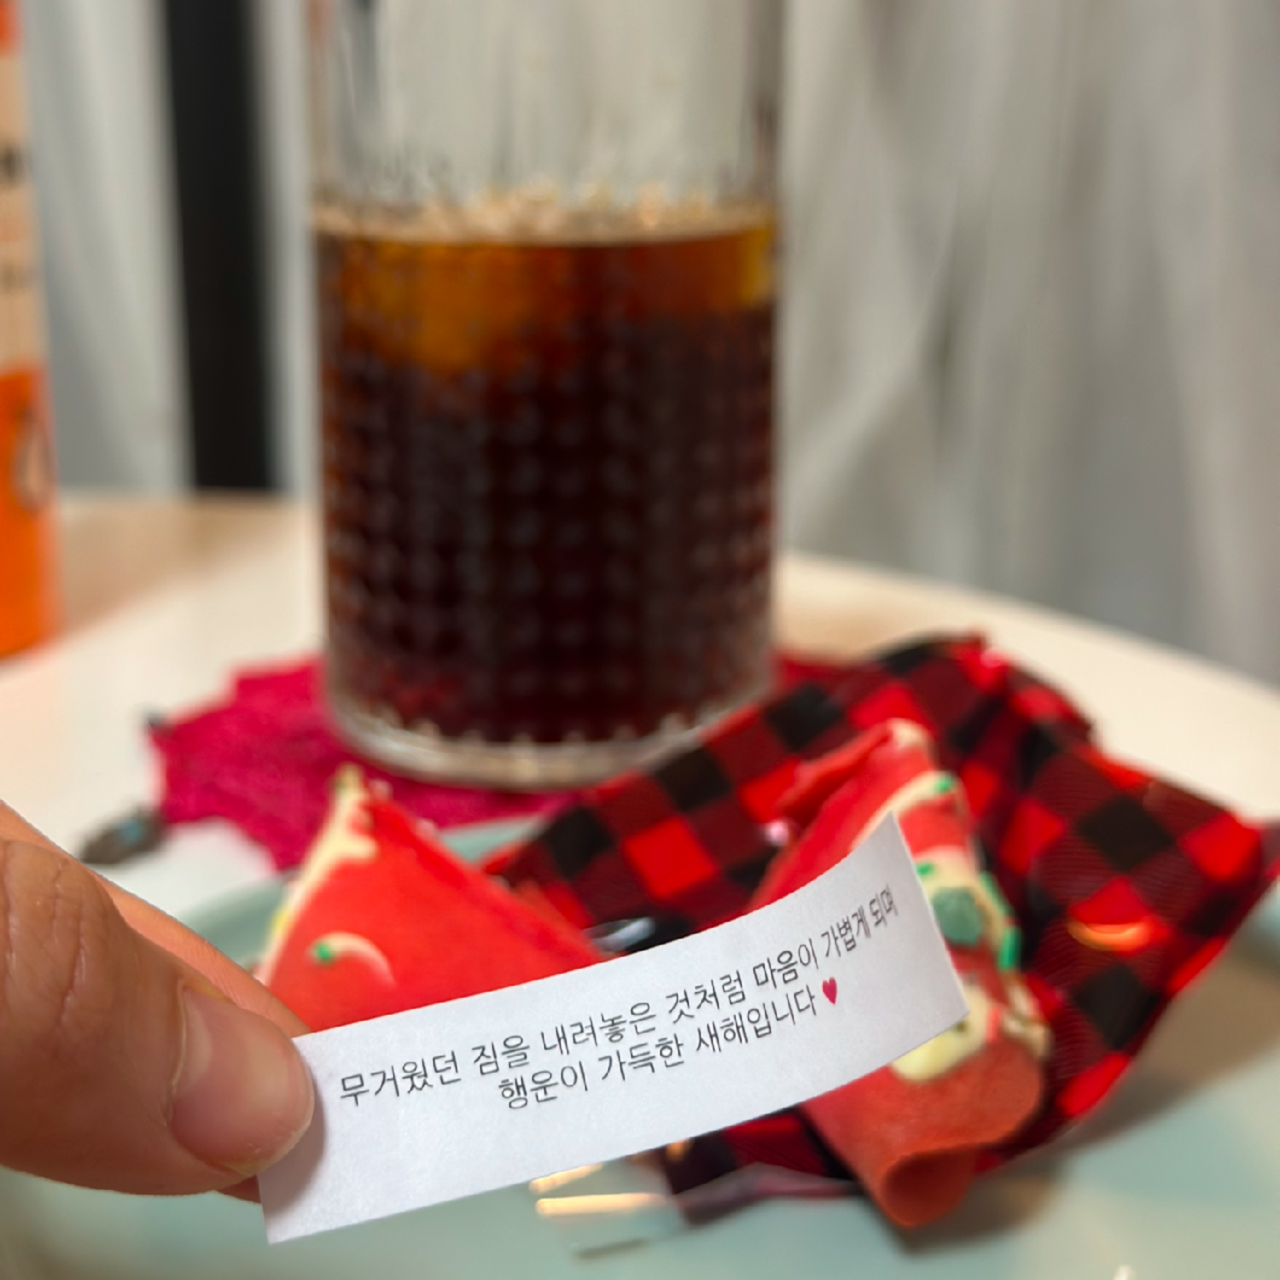 무거웠던 짐을 내려놓은 것처럼 마음이 가볍게 되며
행운이 가득한 새해입니다♥